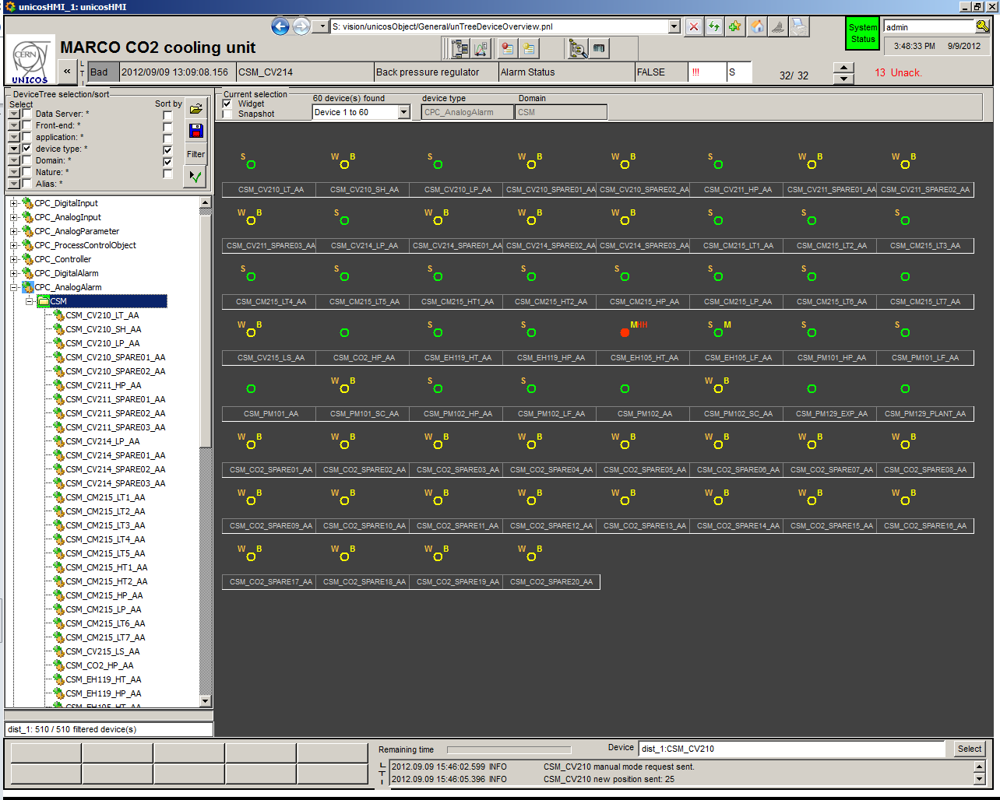 unicosHMI_1: unicosHMI
S: vision/unicosObject/General/unTreeDeviceOverview.pnl
System Status
admin
3:48:33 PM 9/9/2012
CERN
UNICOS
MARCO CO2 cooling unit
«
L
T
I
Bad 2012/09/09 13:09:08.156 CSM_CV214 Back pressure regulator Alarm Status FALSE !!! S
32/ 32
13 Unack.
DeviceTree selection/sort
Select
Sort by
Data Server: *
Front-end: *
application: *
device type: *
Domain: *
Nature: *
Alias: *
Filter
Current selection
Widget
Snapshot
60 device(s) found
Device 1 to 60
device type
CPC_AnalogAlarm
Domain
CSM
CPC_DigitalInput
CPC_AnalogInput
CPC_AnalogParameter
CPC_ProcessControlObject
CPC_Controller
CPC_DigitalAlarm
CPC_AnalogAlarm
CSM
CSM_CV210_LT_AA
CSM_CV210_SH_AA
CSM_CV210_LP_AA
CSM_CV210_SPARE01_AA
CSM_CV210_SPARE02_AA
CSM_CV211_HP_AA
CSM_CV211_SPARE01_AA
CSM_CV211_SPARE02_AA
CSM_CV211_SPARE03_AA
CSM_CV214_LP_AA
CSM_CV214_SPARE01_AA
CSM_CV214_SPARE02_AA
CSM_CV214_SPARE03_AA
CSM_CM215_LT1_AA
CSM_CM215_LT2_AA
CSM_CM215_LT3_AA
CSM_CM215_LT4_AA
CSM_CM215_LT5_AA
CSM_CM215_HT1_AA
CSM_CM215_HT2_AA
CSM_CM215_HP_AA
CSM_CM215_LP_AA
CSM_CM215_LT6_AA
CSM_CM215_LT7_AA
CSM_CV215_LS_AA
CSM_CO2_HP_AA
CSM_EH119_HT_AA
CSM_EH119_HP_AA
CSM_EH105_HT_AA
dist_1: 510 / 510 filtered device(s)
S W B S W B W B S W B W B
CSM_CV210_LT_AA CSM_CV210_SH_AA CSM_CV210_LP_AA CSM_CV210_SPARE01_AA CSM_CV210_SPARE02_AA CSM_CV211_HP_AA CSM_CV211_SPARE01_AA CSM_CV211_SPARE02_AA
W B S W B W B W B S S S
CSM_CV211_SPARE03_AA CSM_CV214_LP_AA CSM_CV214_SPARE01_AA CSM_CV214_SPARE02_AA CSM_CV214_SPARE03_AA CSM_CM215_LT1_AA CSM_CM215_LT2_AA CSM_CM215_LT3_AA
S S S S S S S
CSM_CM215_LT4_AA CSM_CM215_LT5_AA CSM_CM215_HT1_AA CSM_CM215_HT2_AA CSM_CM215_HP_AA CSM_CM215_LP_AA CSM_CM215_LT6_AA CSM_CM215_LT7_AA
W B S S MHH S M S S
CSM_CV215_LS_AA CSM_CO2_HP_AA CSM_EH119_HT_AA CSM_EH119_HP_AA CSM_EH105_HT_AA CSM_EH105_LF_AA CSM_PM101_HP_AA CSM_PM101_LF_AA
W B S S W B
CSM_PM101_AA CSM_PM101_SC_AA CSM_PM102_HP_AA CSM_PM102_LF_AA CSM_PM102_AA CSM_PM102_SC_AA CSM_PM129_EXP_AA CSM_PM129_PLANT_AA
W B W B W B W B W B W B W B W B
CSM_CO2_SPARE01_AA CSM_CO2_SPARE02_AA CSM_CO2_SPARE03_AA CSM_CO2_SPARE04_AA CSM_CO2_SPARE05_AA CSM_CO2_SPARE06_AA CSM_CO2_SPARE07_AA CSM_CO2_SPARE08_AA
W B W B W B W B W B W B W B W B
CSM_CO2_SPARE09_AA CSM_CO2_SPARE10_AA CSM_CO2_SPARE11_AA CSM_CO2_SPARE12_AA CSM_CO2_SPARE13_AA CSM_CO2_SPARE14_AA CSM_CO2_SPARE15_AA CSM_CO2_SPARE16_AA
W B W B W B W B
CSM_CO2_SPARE17_AA CSM_CO2_SPARE18_AA CSM_CO2_SPARE19_AA CSM_CO2_SPARE20_AA
Remaining time
Device dist_1:CSM_CV210 Select
L
T
I
2012.09.09 15:46:02.599 INFO CSM_CV210 manual mode request sent.
2012.09.09 15:46:05.396 INFO CSM_CV210 new position sent: 25